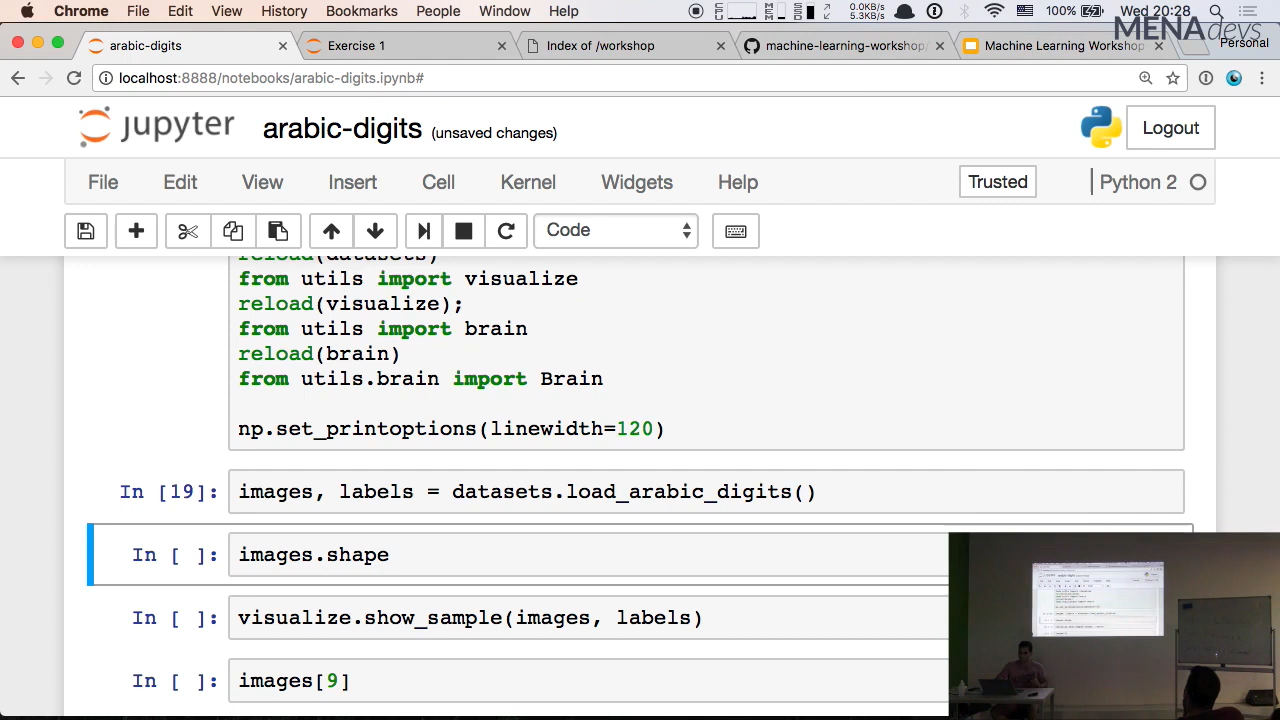 Chrome File Edit View History Bookmarks People Window Help 0.0KB/s 5.3KB/s 100% Wed 20:28
MENAdevs
arabic-digits Exercise 1 Index of /workshop machine-learning-workshop/ Machine Learning Workshop Personal
localhost:8888/notebooks/arabic-digits.ipynb#
jupyter arabic-digits (unsaved changes) Logout
File Edit View Insert Cell Kernel Widgets Help Trusted Python 2
Code
reload(datasets)
from utils import visualize
reload(visualize);
from utils import brain
reload(brain)
from utils.brain import Brain
np.set_printoptions(linewidth=120)
In [19]: images, labels = datasets.load_arabic_digits()
In [ ]: images.shape
In [ ]: visualize.show_sample(images, labels)
In [ ]: images[9]